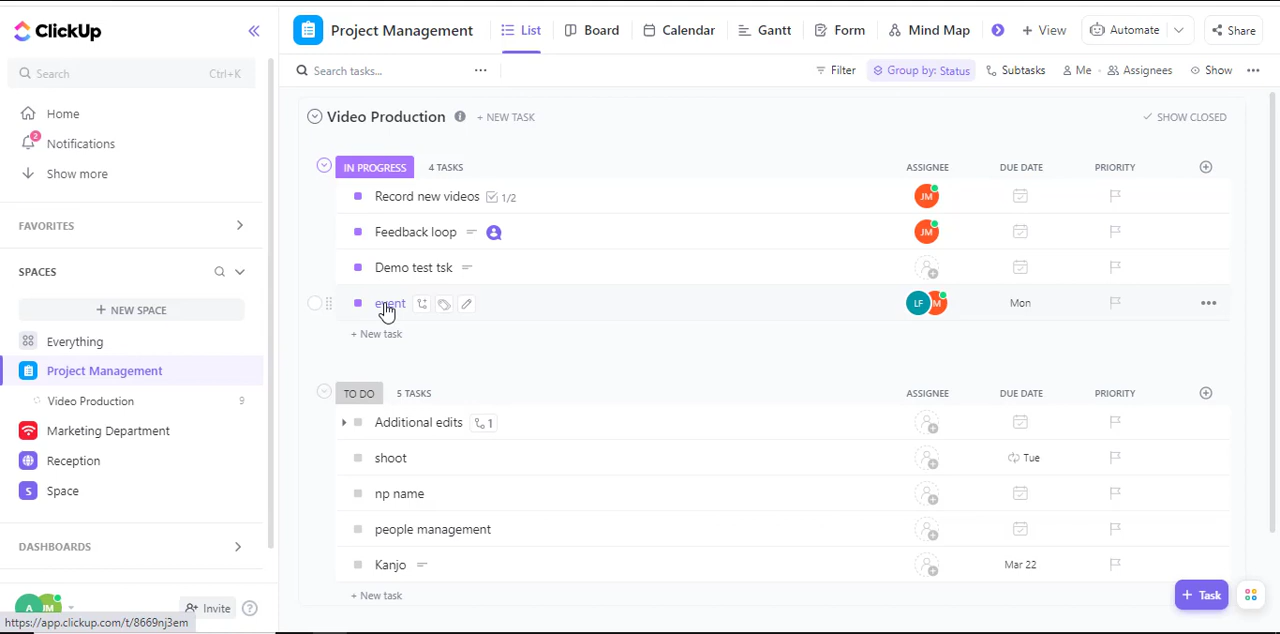 ClickUp
Project Management
List
Board
Calendar
Gantt
Form
Mind Map
+ View
Automate
Share
Search
Ctrl+K
Search tasks...
Filter
Group by: Status
Subtasks
Me
Assignees
Show
Home
2
Notifications
Show more
FAVORITES
SPACES
+ NEW SPACE
Everything
Project Management
Video Production 9
Marketing Department
Reception
S Space
DASHBOARDS
A JM
Invite
?
https://app.clickup.com/t/8669nj3em
Video Production
+ NEW TASK
SHOW CLOSED
IN PROGRESS 4 TASKS ASSIGNEE DUE DATE PRIORITY
Record new videos 1/2 JM
Feedback loop JM
Demo test tsk
event LF M Mon
+ New task
TO DO 5 TASKS ASSIGNEE DUE DATE PRIORITY
Additional edits 1
shoot Tue
np name
people management
Kanjo Mar 22
+ New task
+ Task